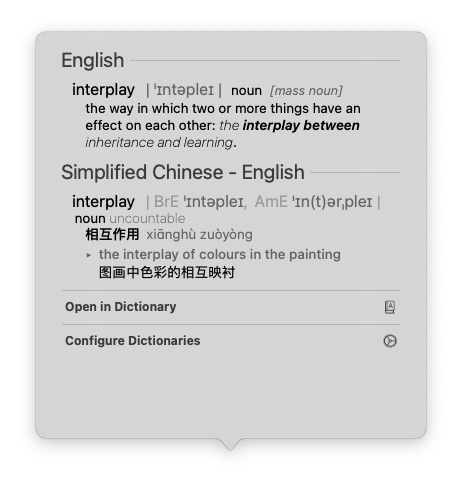 English
interplay | ˈɪntəpleɪ | noun [mass noun]
the way in which two or more things have an
effect on each other: the interplay between
inheritance and learning.
Simplified Chinese - English
interplay | BrE ˈɪntəpleɪ, AmE ˈɪn(t)ərˌpleɪ |
noun uncountable
相互作用 xiānghù zuòyòng
▸ the interplay of colours in the painting
图画中色彩的相互映衬
Open in Dictionary
Configure Dictionaries